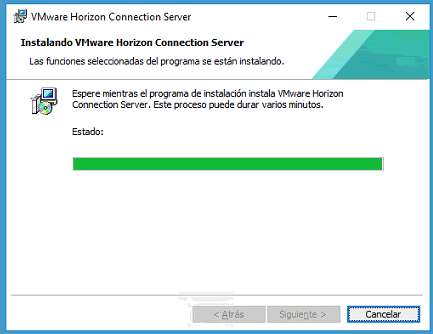 VMware Horizon Connection Server
Instalando VMware Horizon Connection Server
Las funciones seleccionadas del programa se están instalando.
Espere mientras el programa de instalación instala VMware Horizon
Connection Server. Este proceso puede durar varios minutos.
Estado:
< Atrás
Siguiente >
Cancelar